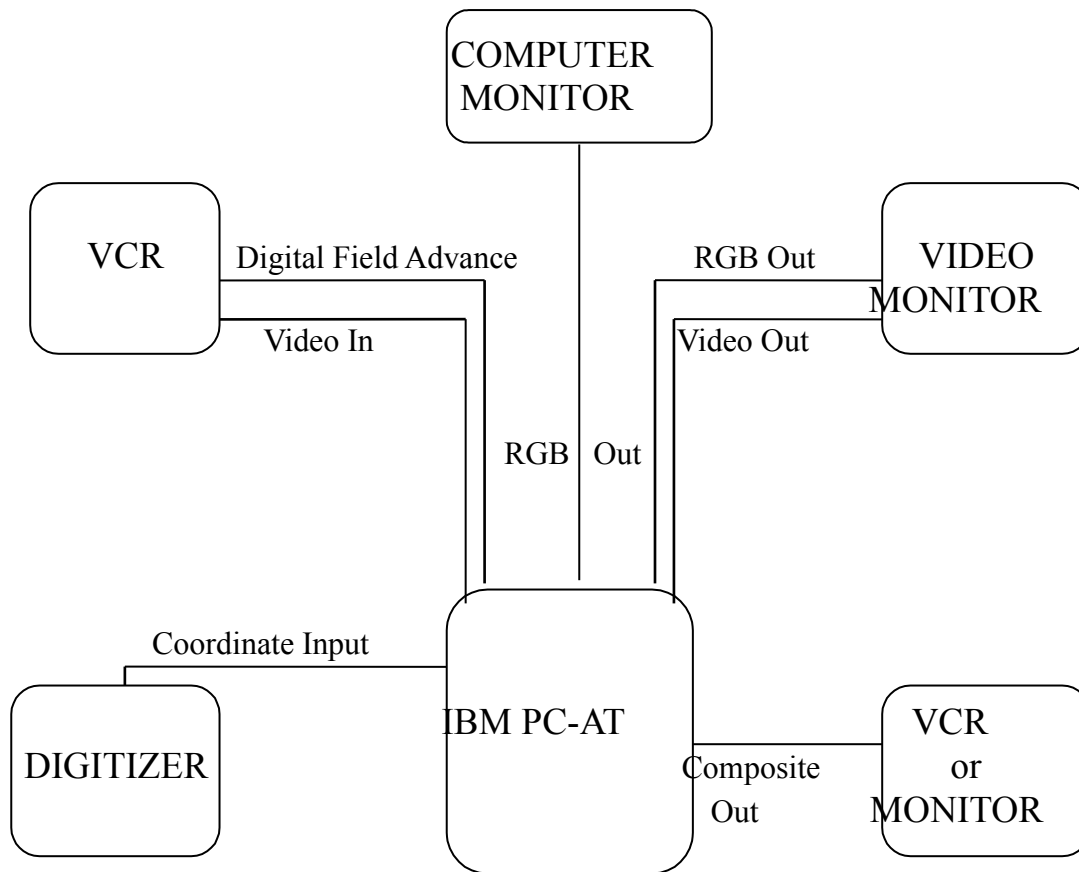 COMPUTER
MONITOR
VCR
Digital Field Advance
Video In
RGB Out
Video Out
VIDEO
MONITOR
RGB Out
Coordinate Input
DIGITIZER
IBM PC-AT
Composite
Out
VCR
or
MONITOR